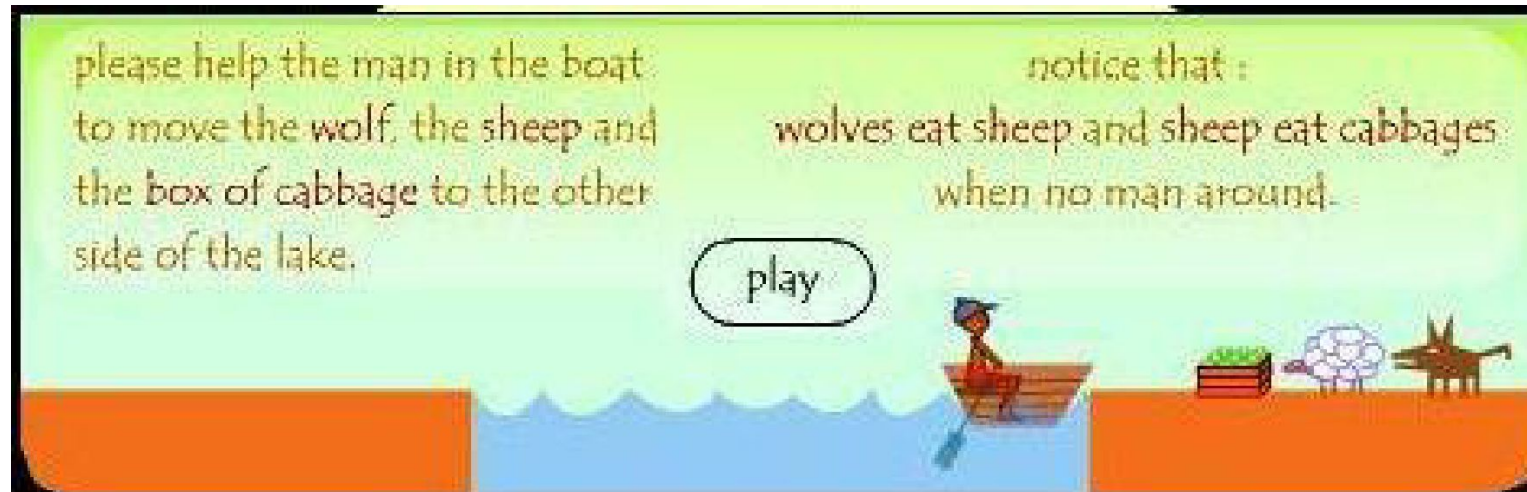 please help the man in the boat
to move the wolf, the sheep and
the box of cabbage to the other
side of the lake.
notice that :
wolves eat sheep and sheep eat cabbages
when no man around.
play